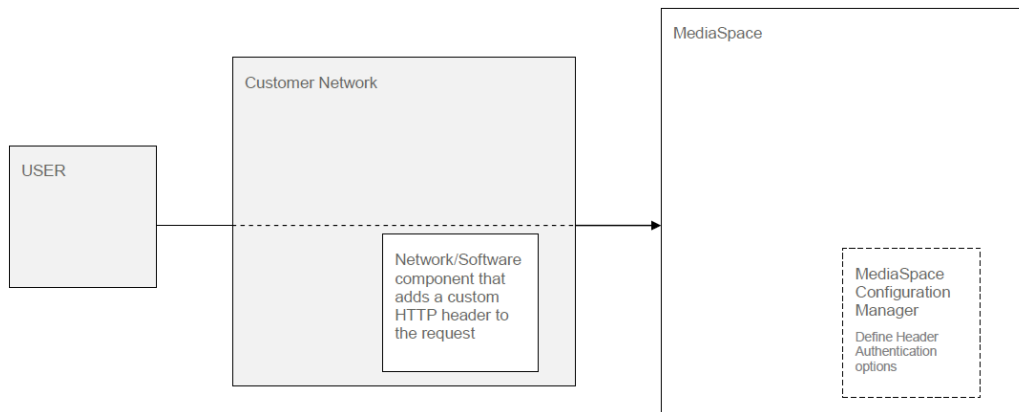 MediaSpace
Customer Network
USER
Network/Software
component that
adds a custom
HTTP header to
the request
MediaSpace
Configuration
Manager
Define Header
Authentication
options